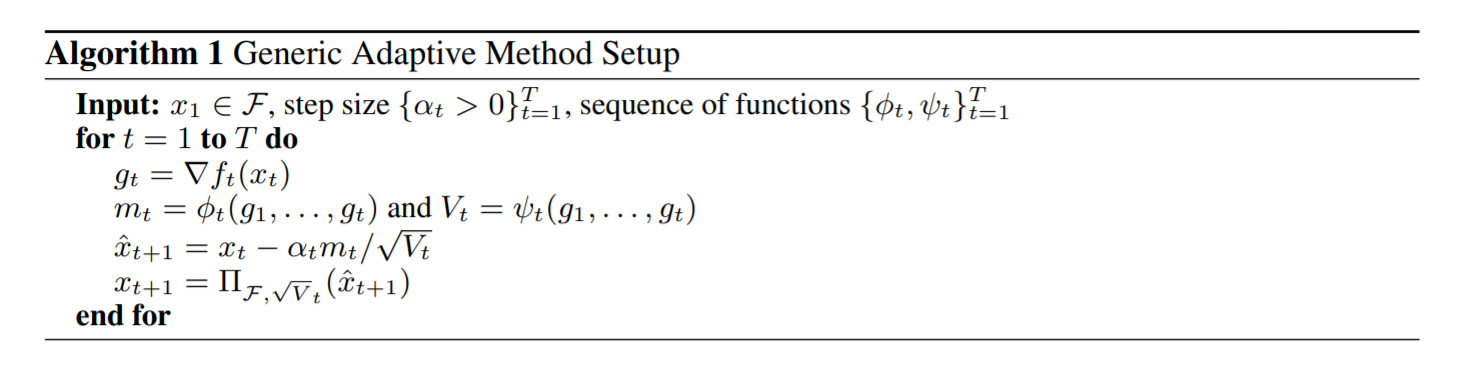 Algorithm 1 Generic Adaptive Method Setup
Input: $x_1 \in \mathcal{F}$, step size $\{\alpha_t > 0\}_{t=1}^T$, sequence of functions $\{\phi_t, \psi_t\}_{t=1}^T$
for $t = 1$ to $T$ do
$g_t = \nabla f_t(x_t)$
$m_t = \phi_t(g_1, \ldots, g_t)$ and $V_t = \psi_t(g_1, \ldots, g_t)$
$\hat{x}_{t+1} = x_t - \alpha_t m_t / \sqrt{V_t}$
$x_{t+1} = \Pi_{\mathcal{F}, \sqrt{V}_t}(\hat{x}_{t+1})$
end for